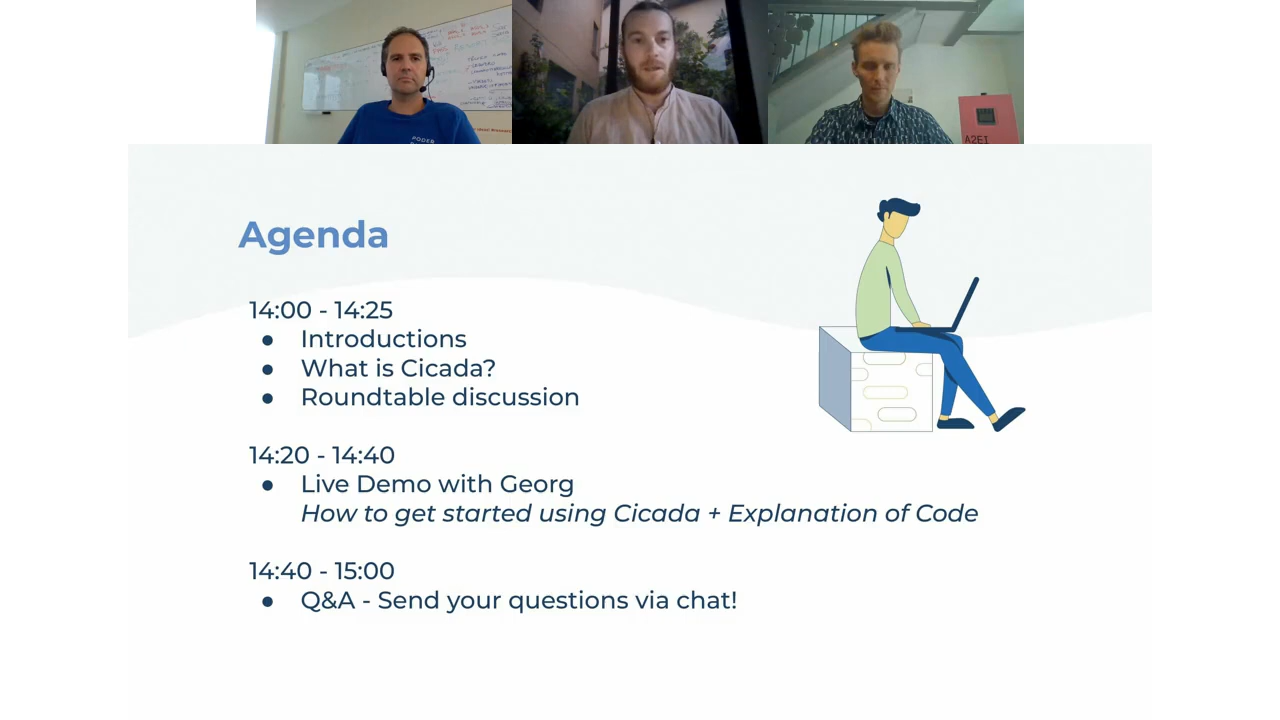 PODER
A2EI
Agenda
14:00 - 14:25
● Introductions
● What is Cicada?
● Roundtable discussion
14:20 - 14:40
● Live Demo with Georg
How to get started using Cicada + Explanation of Code
14:40 - 15:00
● Q&A - Send your questions via chat!